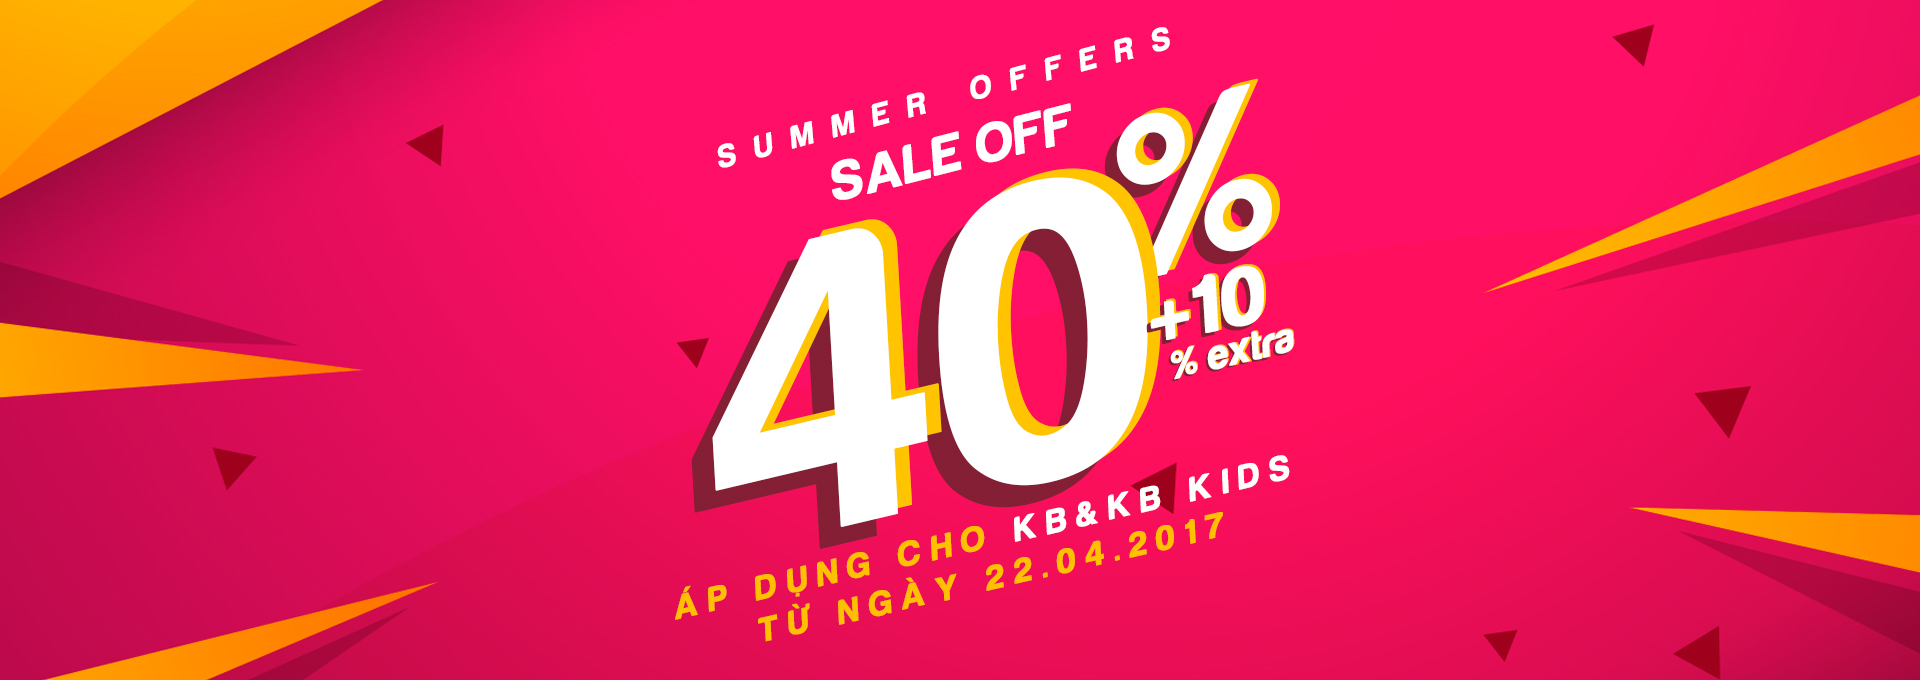 SUMMER OFFERS
SALE OFF
40%
+10
% extra
ÁP DỤNG CHO KB&KB KIDS
TỪ NGÀY 22.04.2017